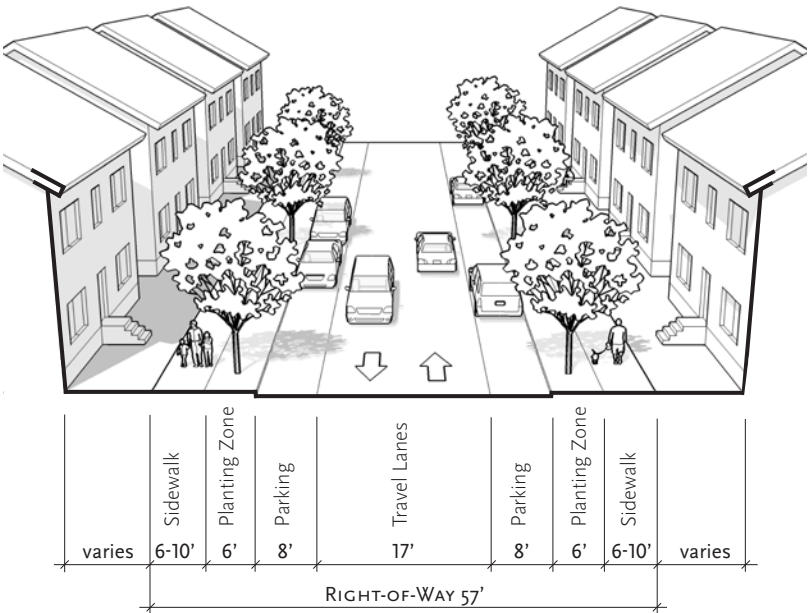 Sidewalk
Planting Zone
Parking
Travel Lanes
Parking
Planting Zone
Sidewalk
varies 6-10’ 6’ 8’ 17’ 8’ 6’ 6-10’ varies
Right-of-Way 57’